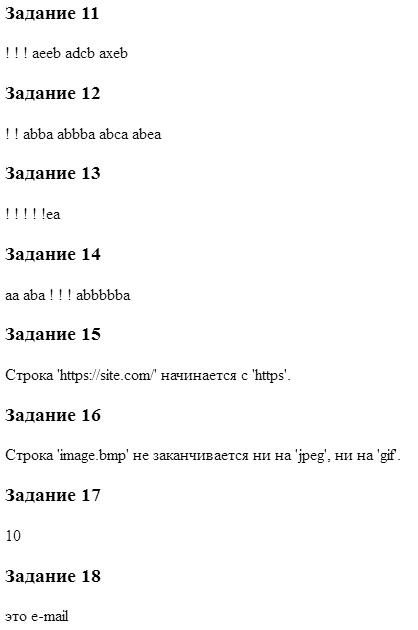 Задание 11
! ! ! aeeb adcb axeb
Задание 12
! ! abba abbba abca abea
Задание 13
! ! ! ! !ea
Задание 14
aa aba ! ! ! abbbbba
Задание 15
Строка 'https://site.com/' начинается с 'https'.
Задание 16
Строка 'image.bmp' не заканчивается ни на 'jpeg', ни на 'gif'.
Задание 17
10
Задание 18
это e-mail